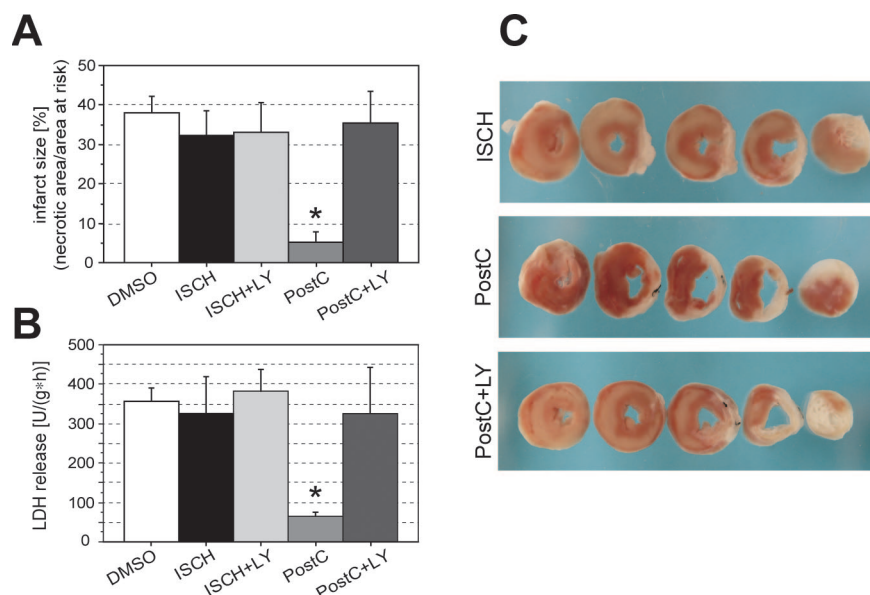 A
infarct size [%]
(necrotic area/area at risk)
50
40
30
20
10
0
DMSO
ISCH
ISCH+LY
PostC
PostC+LY
*
B
LDH release [U/(g*h)]
500
400
300
200
100
0
DMSO
ISCH
ISCH+LY
PostC
PostC+LY
*
C
ISCH
PostC
PostC+LY